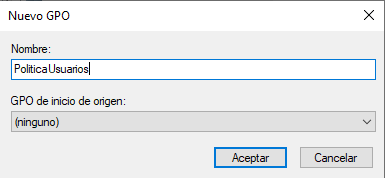 Nuevo GPO
Nombre:
PoliticaUsuarios
GPO de inicio de origen:
(ninguno)
Aceptar
Cancelar